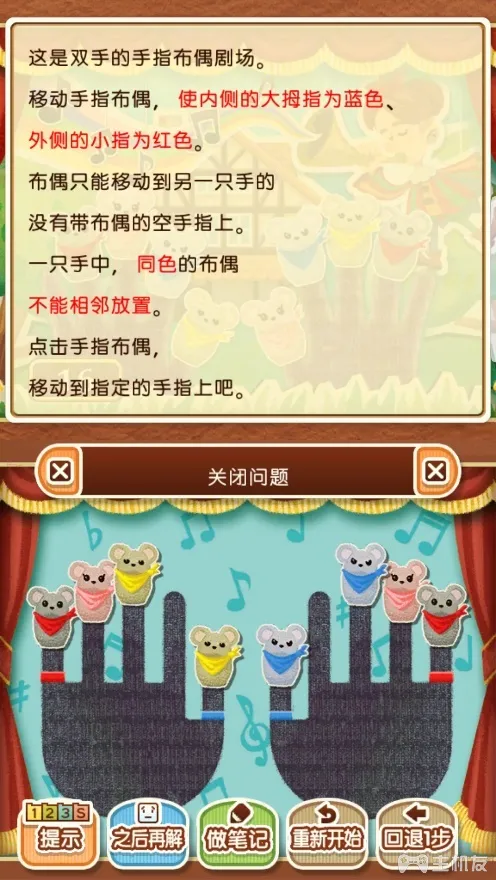 这是双手的手指布偶剧场。
移动手指布偶，使内侧的大拇指为蓝色、
外侧的小指为红色。
布偶只能移动到另一只手的
没有带布偶的空手指上。
一只手中，同色的布偶
不能相邻放置。
点击手指布偶，
移动到指定的手指上吧。
关闭问题
123S
提示
之后再解
做笔记
重新开始
回退1步
主机友